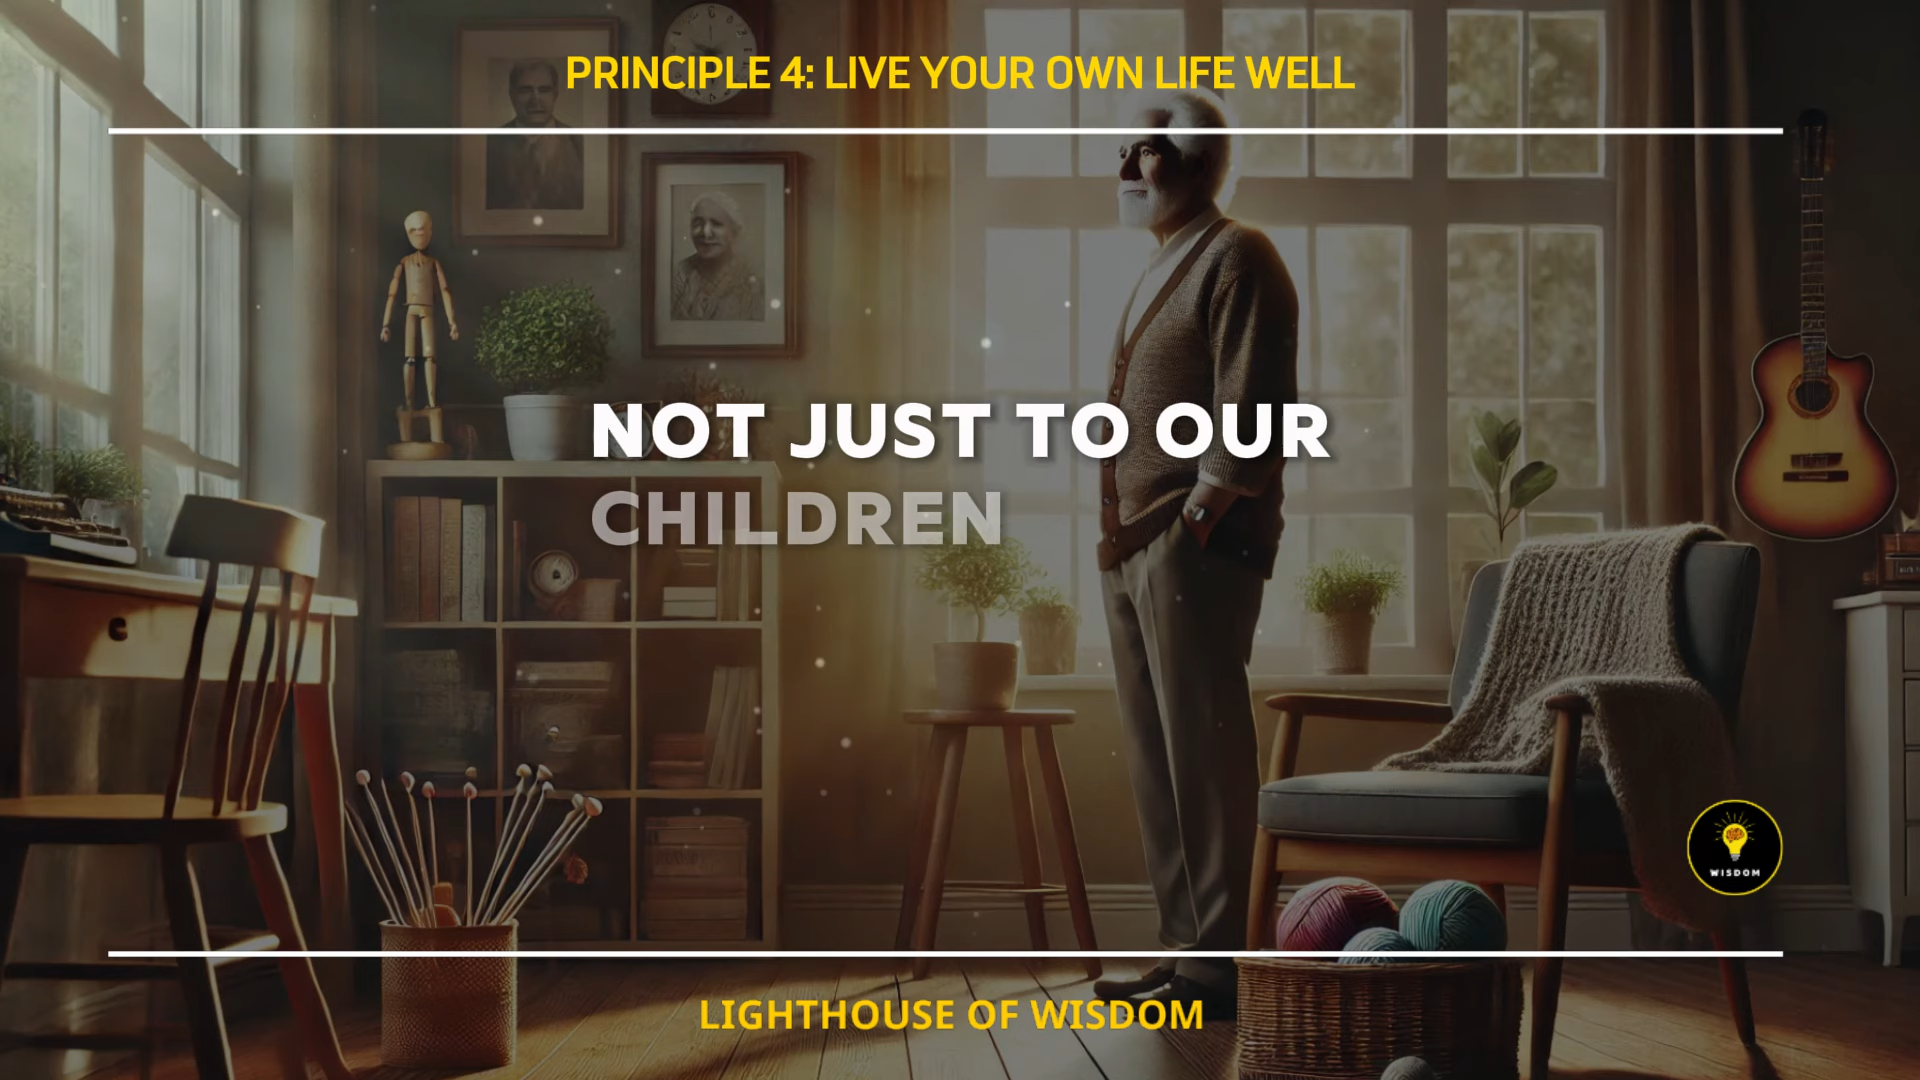 PRINCIPLE 4: LIVE YOUR OWN LIFE WELL
NOT JUST TO OUR
CHILDREN
WISDOM
LIGHTHOUSE OF WISDOM